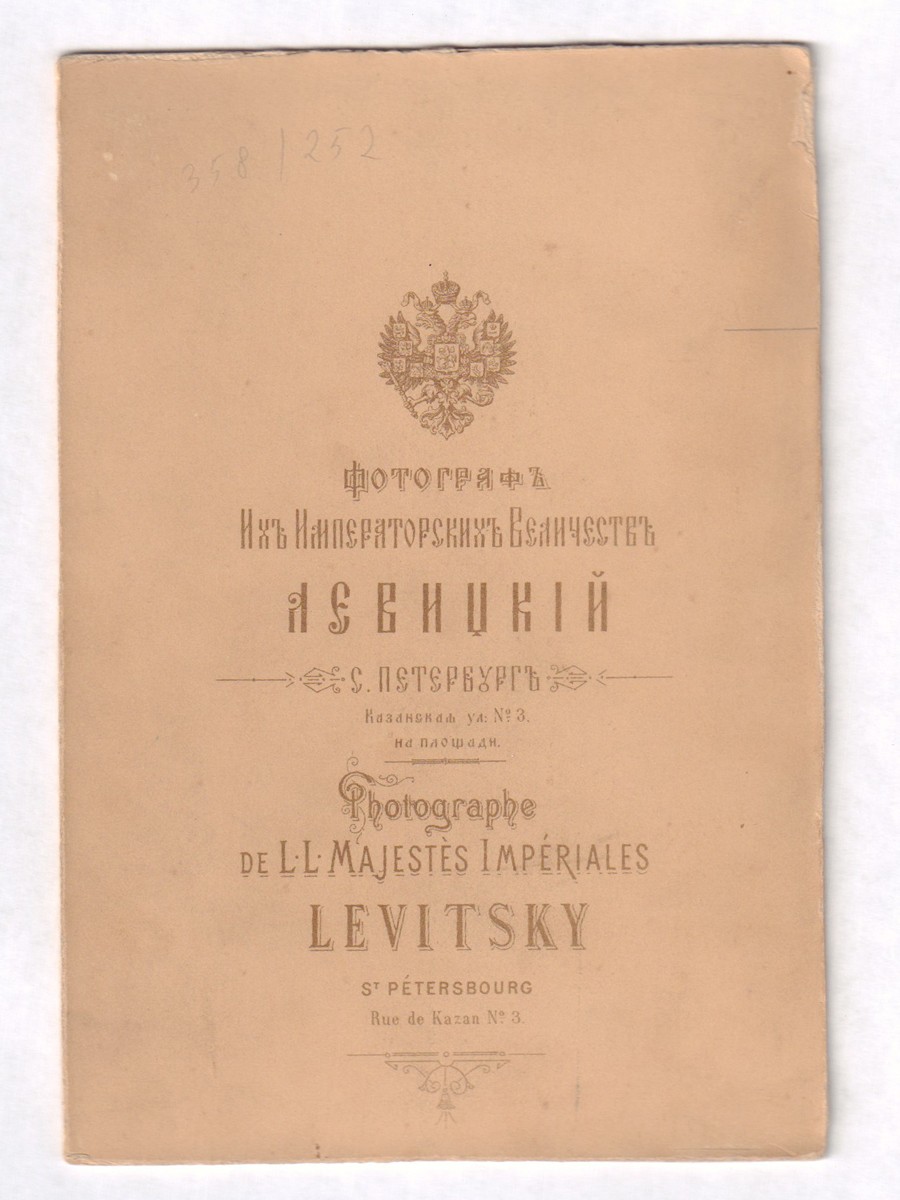 358/252
Фотографъ
Ихъ Императорскихъ Величествъ
ЛЕВИЦКІЙ
С. ПЕТЕРБУРГЪ
Казанская ул: № 3.
на площади.
Photographe
DE L·L· MAJESTÈS IMPÉRIALES
LEVITSKY
ST PÉTERSBOURG
Rue de Kazan № 3.